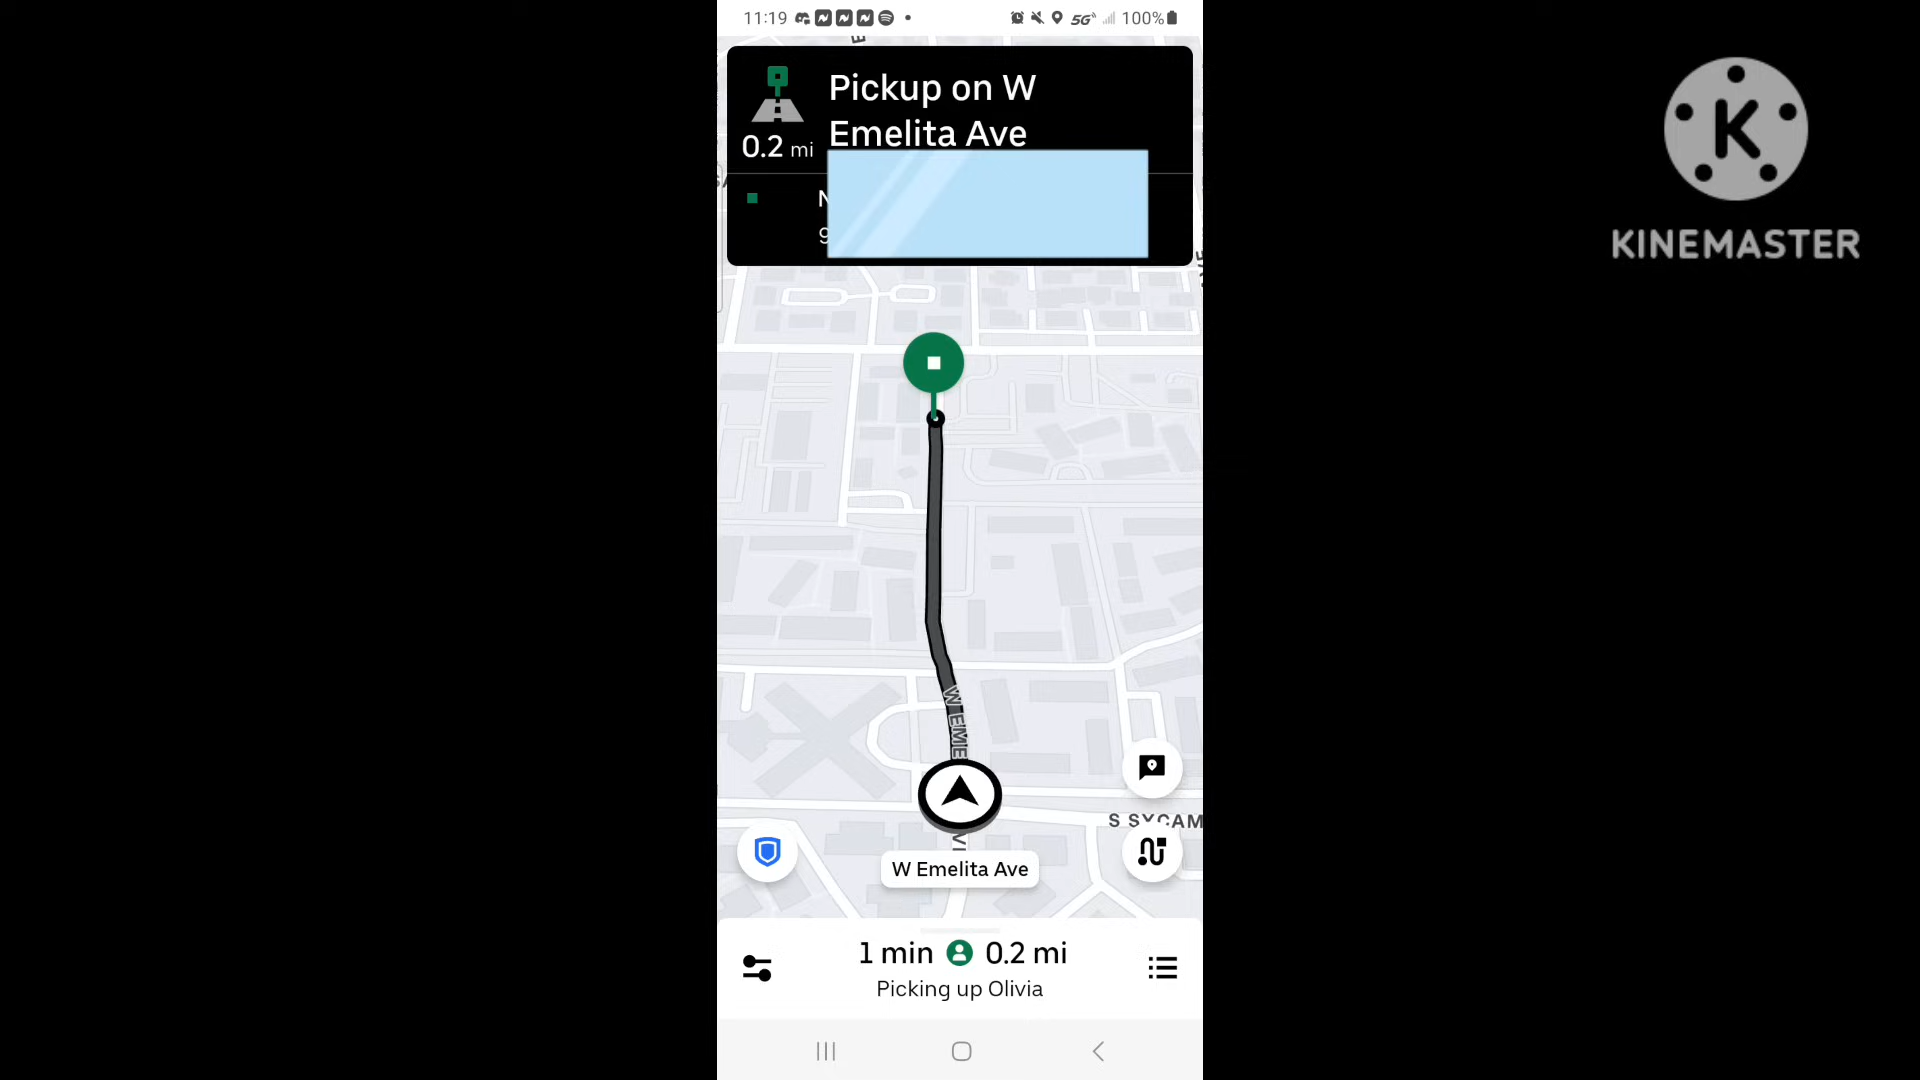 11:19
5G
100%
Pickup on W
Emelita Ave
0.2 mi
N
9
W EME
S SYCAM
W Emelita Ave
1 min 0.2 mi
Picking up Olivia
K
KINEMASTER